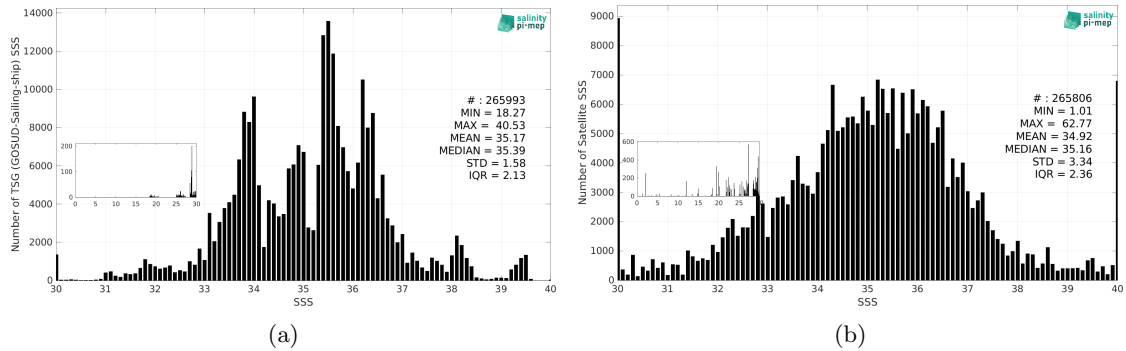 14000
12000
10000
8000
6000
4000
2000
0
Number of TSG (GOSUD-Sailing-ship) SSS
salinity
pi-mep
# : 265993
MIN = 18.27
MAX = 40.53
MEAN = 35.17
MEDIAN = 35.39
STD = 1.58
IQR = 2.13
200
100
0
0 5 10 15 20 25 30
30 31 32 33 34 35 36 37 38 39 40
SSS
(a)
9000
8000
7000
6000
5000
4000
3000
2000
1000
0
Number of Satellite SSS
salinity
pi-mep
# : 265806
MIN = 1.01
MAX = 62.77
MEAN = 34.92
MEDIAN = 35.16
STD = 3.34
IQR = 2.36
600
400
200
0
0 5 10 15 20 25 30
30 31 32 33 34 35 36 37 38 39 40
SSS
(b)